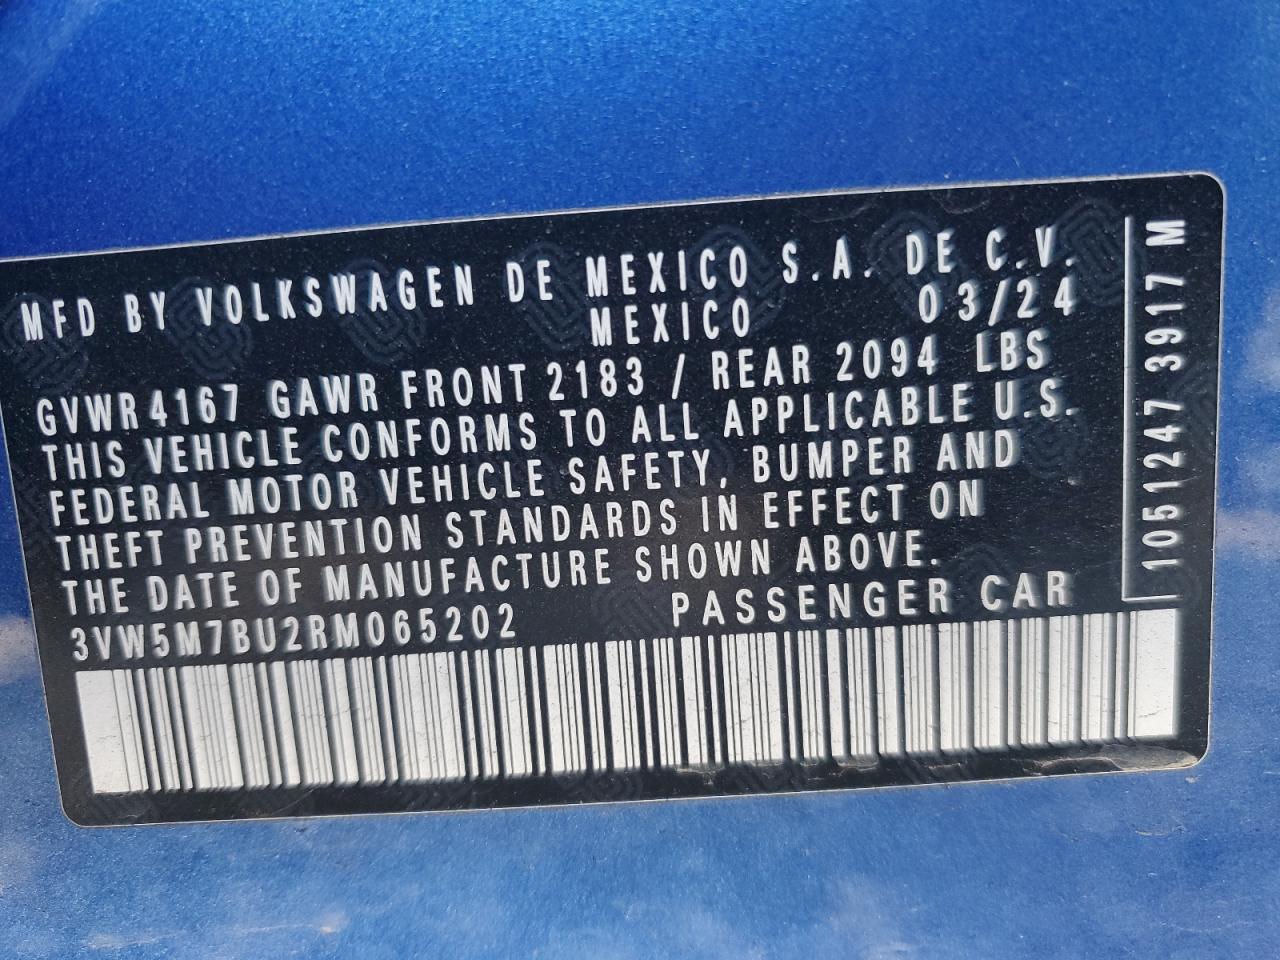 MFD BY VOLKSWAGEN DE MEXICO S.A. DE C.V.
MEXICO 03/24
GVWR 4167 GAWR FRONT 2183 / REAR 2094 LBS
THIS VEHICLE CONFORMS TO ALL APPLICABLE U.S.
FEDERAL MOTOR VEHICLE SAFETY, BUMPER AND
THEFT PREVENTION STANDARDS IN EFFECT ON
THE DATE OF MANUFACTURE SHOWN ABOVE.
3VW5M7BU2RM065202 PASSENGER CAR
1051247 3917 M